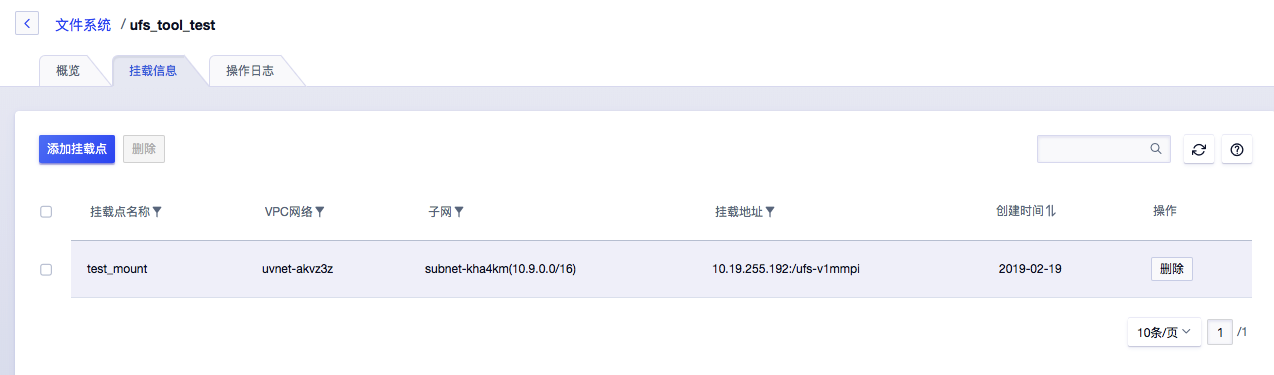 文件系统 / ufs_tool_test
概览 挂载信息 操作日志
添加挂载点 删除
挂载点名称 VPC网络 子网 挂载地址 创建时间 操作
test_mount uvnet-akvz3z subnet-kha4km(10.9.0.0/16) 10.19.255.192:/ufs-v1mmpi 2019-02-19 删除
10条/页 1 /1